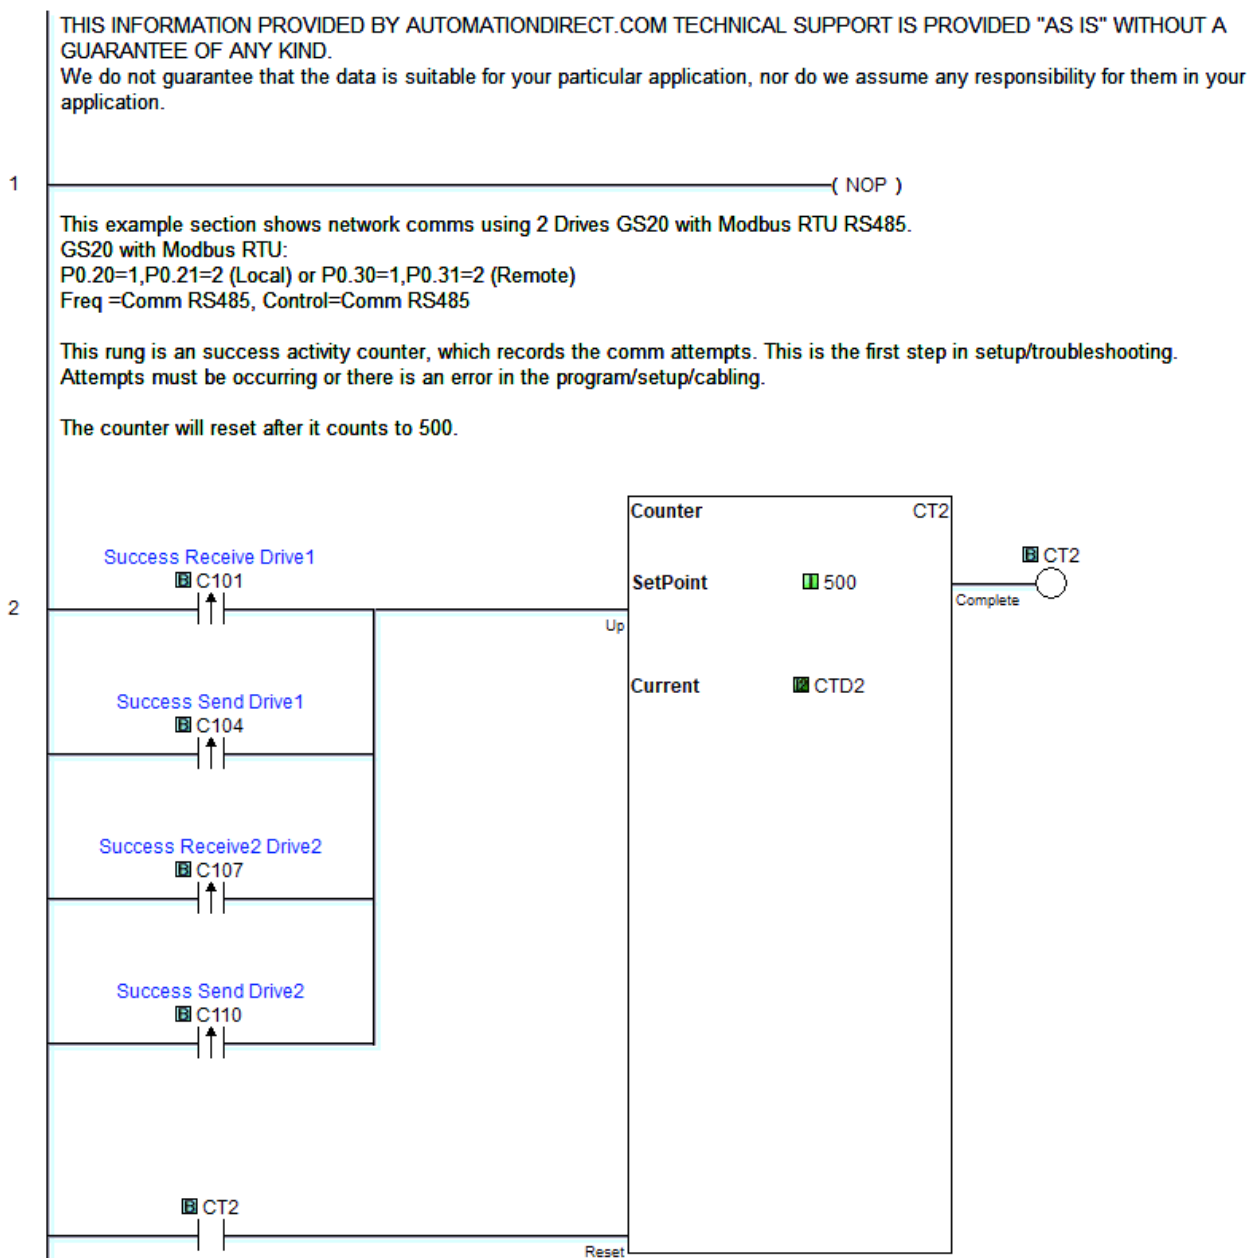 THIS INFORMATION PROVIDED BY AUTOMATIONDIRECT.COM TECHNICAL SUPPORT IS PROVIDED "AS IS" WITHOUT A
GUARANTEE OF ANY KIND.
We do not guarantee that the data is suitable for your particular application, nor do we assume any responsibility for them in your
application.
1
( NOP )
This example section shows network comms using 2 Drives GS20 with Modbus RTU RS485.
GS20 with Modbus RTU:
P0.20=1,P0.21=2 (Local) or P0.30=1,P0.31=2 (Remote)
Freq =Comm RS485, Control=Comm RS485
This rung is an success activity counter, which records the comm attempts. This is the first step in setup/troubleshooting.
Attempts must be occurring or there is an error in the program/setup/cabling.
The counter will reset after it counts to 500.
Counter CT2
Success Receive Drive1
B C101
SetPoint 1 500
B CT2
Complete
2
Up
Current CTD2
Success Send Drive1
B C104
Success Receive2 Drive2
B C107
Success Send Drive2
B C110
B CT2
Reset